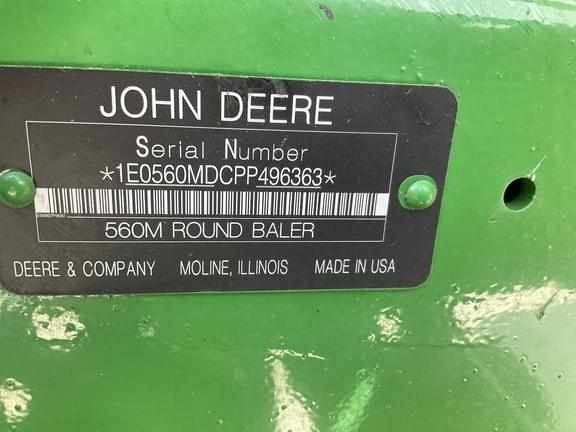 JOHN DEERE
Serial Number
*1E0560MDCPP496363*
560M ROUND BALER
DEERE & COMPANY MOLINE, ILLINOIS MADE IN USA